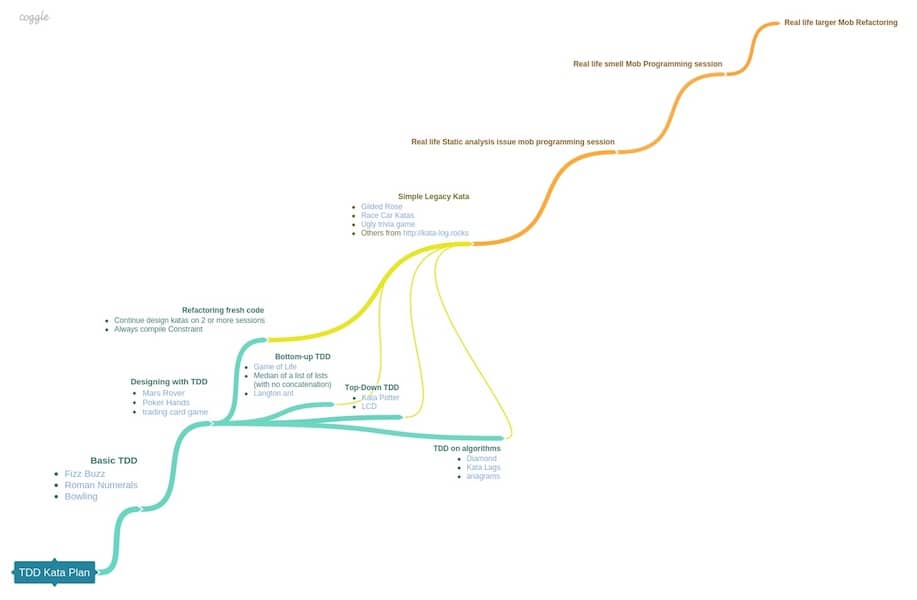 coggle
Real life larger Mob Refactoring
Real life smell Mob Programming session
Real life Static analysis issue mob programming session
Simple Legacy Kata
Gilded Rose
Race Car Katas
Ugly trivia game
Others from http://kata-log.rocks
Refactoring fresh code
Continue design katas on 2 or more sessions
Always compile Constraint
Bottom-up TDD
Game of Life
Median of a list of lists
(with no concatenation)
Langton ant
Top-Down TDD
Kata Potter
LCD
Designing with TDD
Mars Rover
Poker Hands
trading card game
TDD on algorithms
Diamond
Kata Lags
anagrams
Basic TDD
Fizz Buzz
Roman Numerals
Bowling
TDD Kata Plan